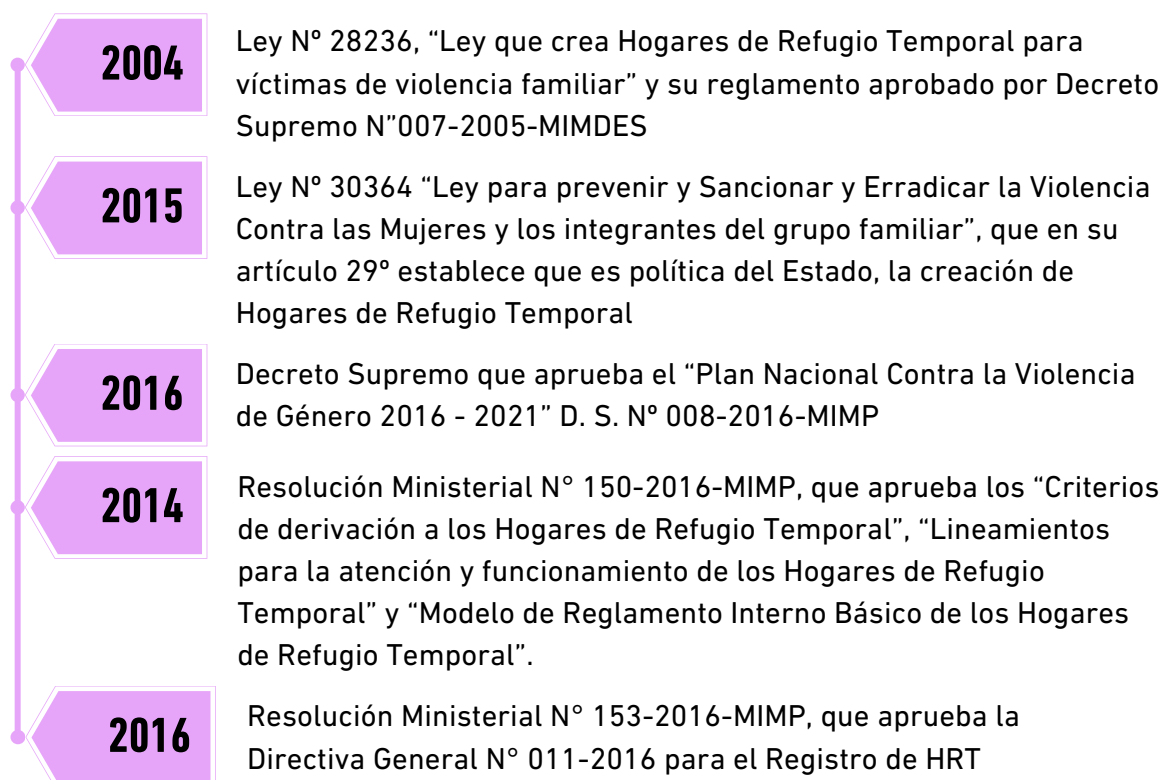 2004
Ley Nº 28236, “Ley que crea Hogares de Refugio Temporal para
víctimas de violencia familiar” y su reglamento aprobado por Decreto
Supremo N”007-2005-MIMDES
2015
Ley Nº 30364 “Ley para prevenir y Sancionar y Erradicar la Violencia
Contra las Mujeres y los integrantes del grupo familiar”, que en su
artículo 29º establece que es política del Estado, la creación de
Hogares de Refugio Temporal
2016
Decreto Supremo que aprueba el “Plan Nacional Contra la Violencia
de Género 2016 - 2021” D. S. Nº 008-2016-MIMP
2014
Resolución Ministerial N° 150-2016-MIMP, que aprueba los “Criterios
de derivación a los Hogares de Refugio Temporal”, “Lineamientos
para la atención y funcionamiento de los Hogares de Refugio
Temporal” y “Modelo de Reglamento Interno Básico de los Hogares
de Refugio Temporal”.
2016
Resolución Ministerial N° 153-2016-MIMP, que aprueba la
Directiva General N° 011-2016 para el Registro de HRT